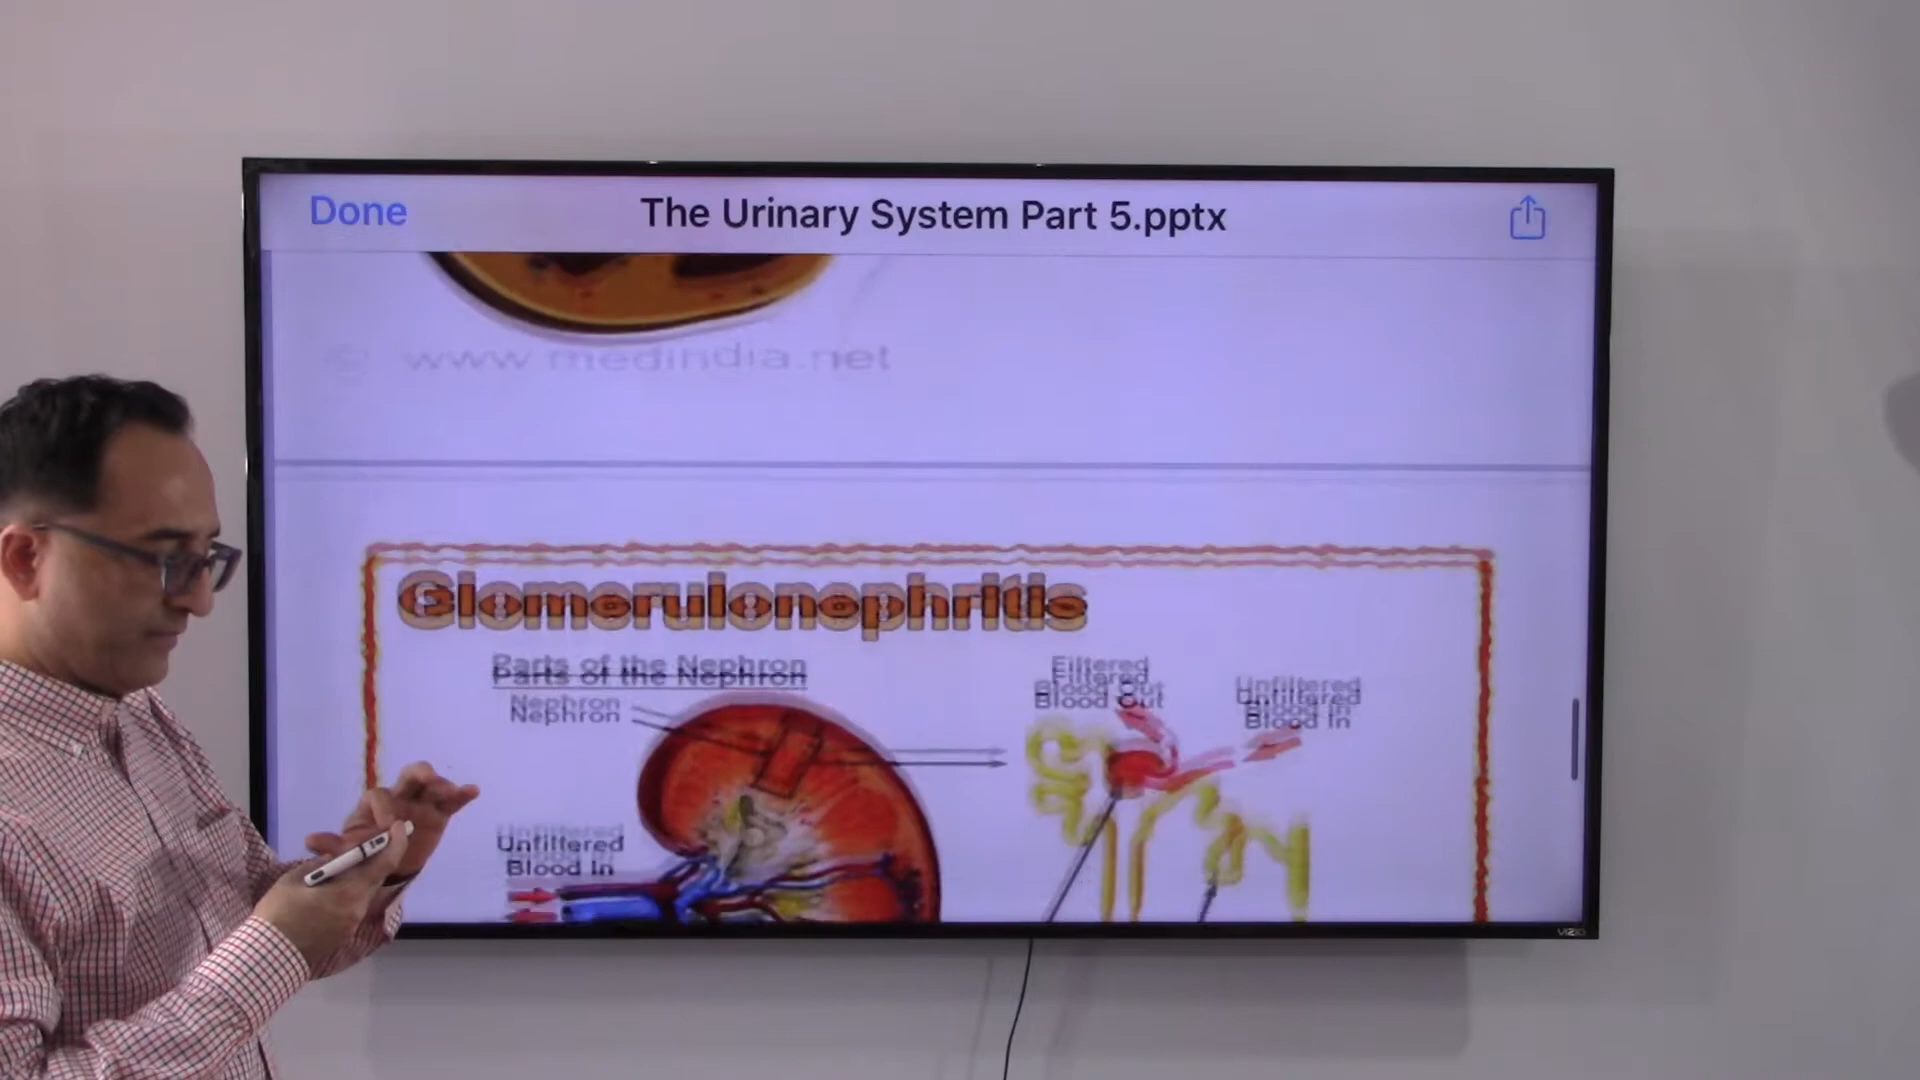 Done
The Urinary System Part 5.pptx
© www.medindia.net
Glomerulonephritis
Parts of the Nephron
Nephron
Filtered
Blood Out
Unfiltered
Blood In
Unfiltered
Blood In
VIZIO